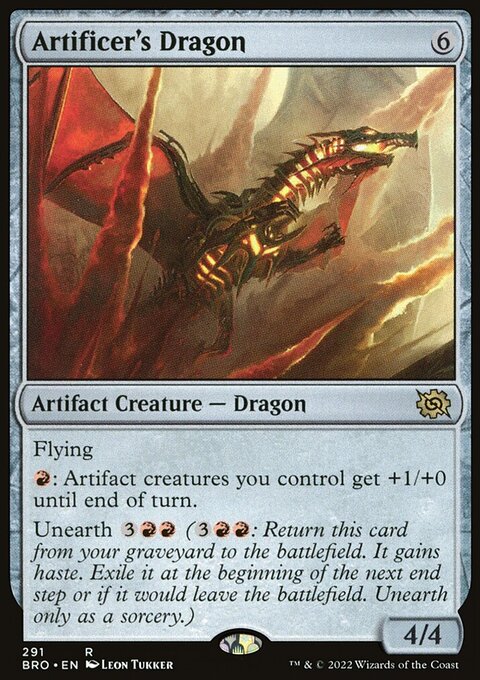 Artificer's Dragon 6
Artifact Creature — Dragon
Flying
R: Artifact creatures you control get +1/+0
until end of turn.
Unearth 3RR (3RR: Return this card
from your graveyard to the battlefield. It gains
haste. Exile it at the beginning of the next end
step or if it would leave the battlefield. Unearth
only as a sorcery.)
4/4
291 R
BRO • EN Leon Tukker
™ & © 2022 Wizards of the Coast